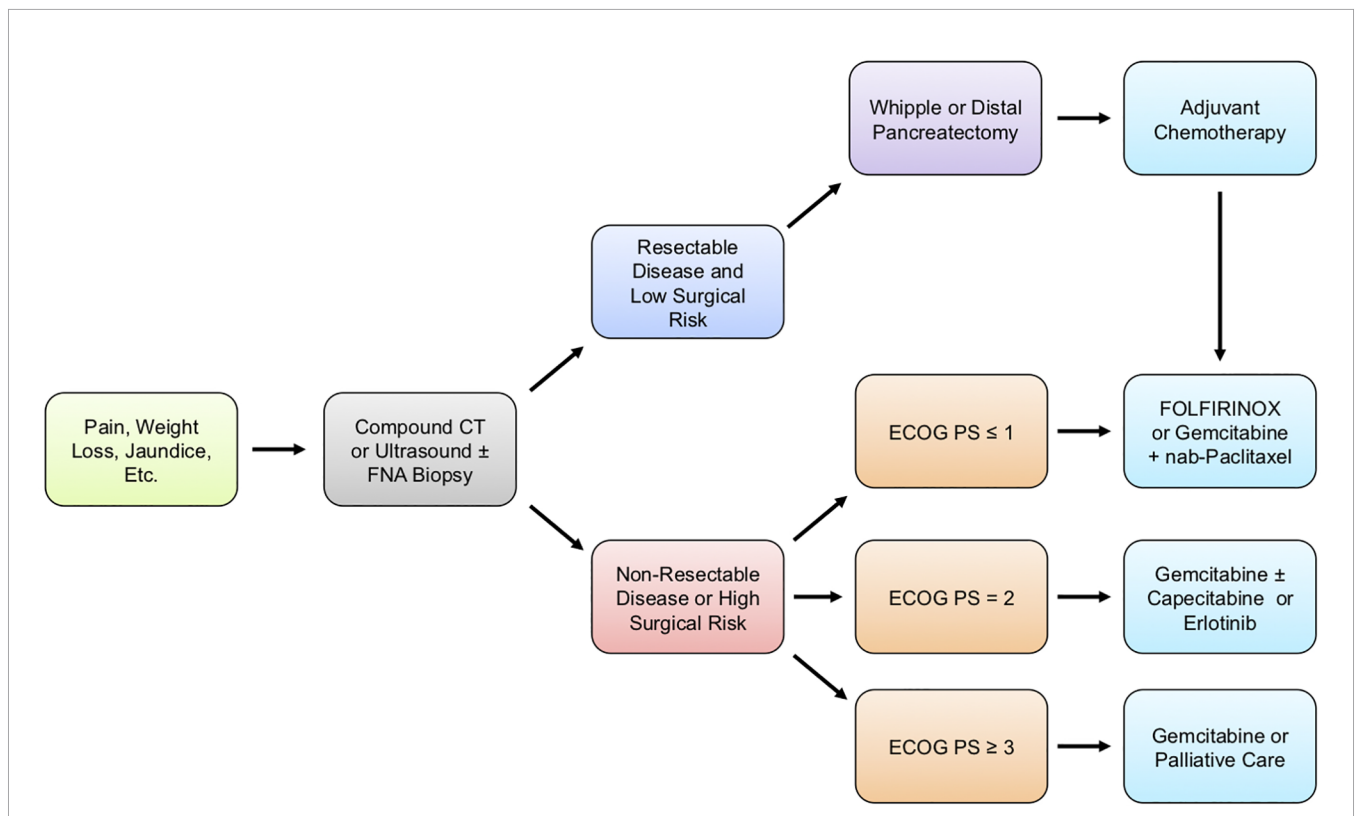 Pain, Weight
Loss, Jaundice,
Etc.
Compound CT
or Ultrasound ±
FNA Biopsy
Resectable
Disease and
Low Surgical
Risk
Whipple or Distal
Pancreatectomy
Adjuvant
Chemotherapy
Non-Resectable
Disease or High
Surgical Risk
ECOG PS ≤ 1
FOLFIRINOX
or Gemcitabine
+ nab-Paclitaxel
ECOG PS = 2
Gemcitabine ±
Capecitabine or
Erlotinib
ECOG PS ≥ 3
Gemcitabine or
Palliative Care